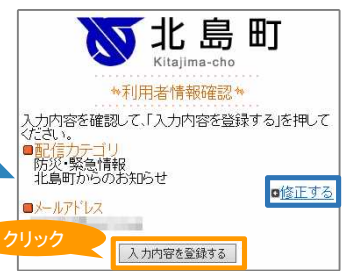 北島町
Kitajima-cho
利用者情報確認
入力内容を確認して、「入力内容を登録する」を押して
ください。
配信カテゴリ
防災・緊急情報
北島町からのお知らせ
修正する
メールアドレス
クリック
入力内容を登録する